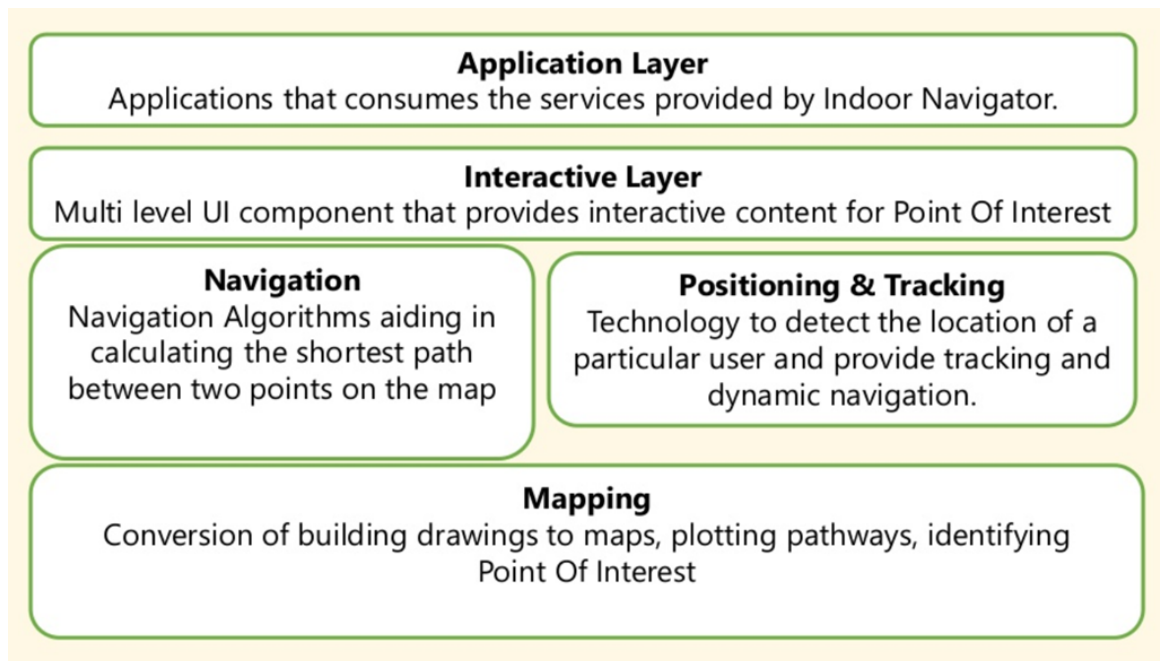 Application Layer
Applications that consumes the services provided by Indoor Navigator.
Interactive Layer
Multi level UI component that provides interactive content for Point Of Interest
Navigation
Navigation Algorithms aiding in
calculating the shortest path
between two points on the map
Positioning & Tracking
Technology to detect the location of a
particular user and provide tracking and
dynamic navigation.
Mapping
Conversion of building drawings to maps, plotting pathways, identifying
Point Of Interest